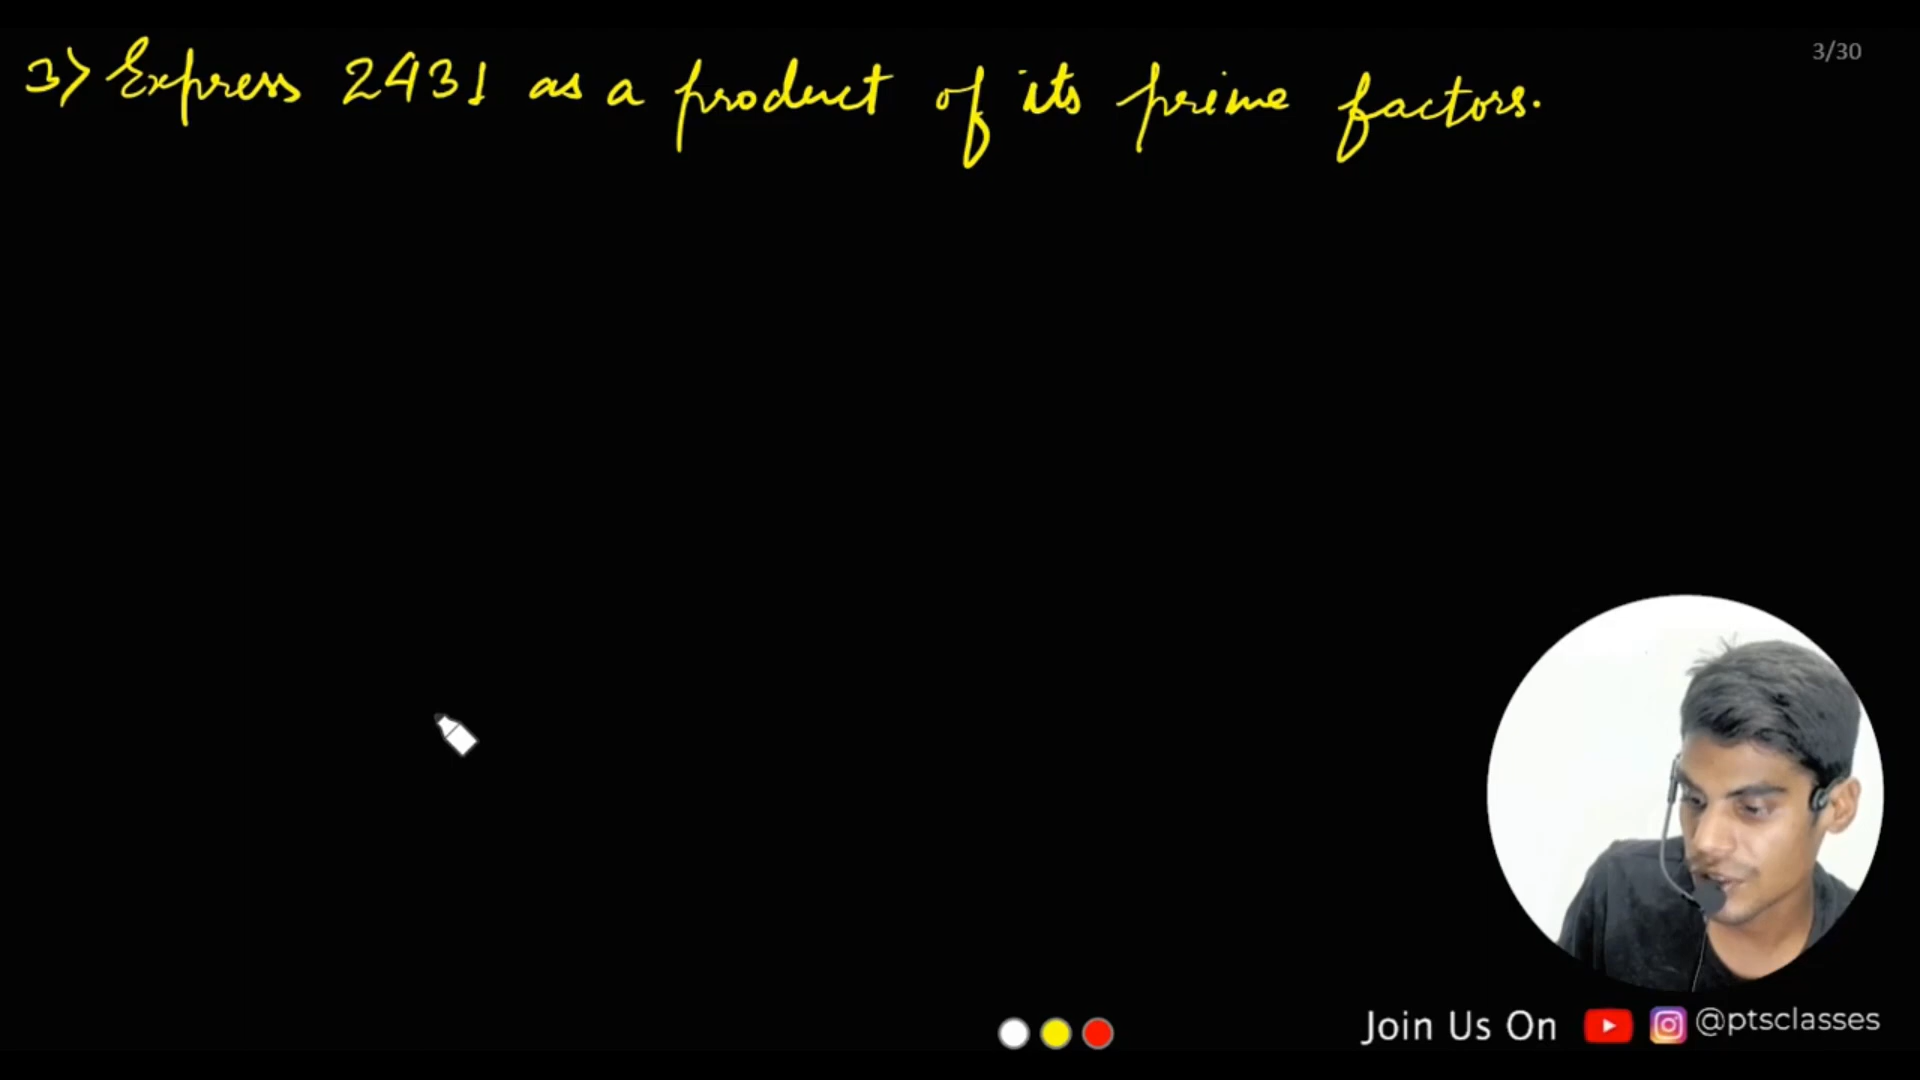 3) Express 2431 as a product of its prime factors.
3/30
Join Us On @ptsclasses